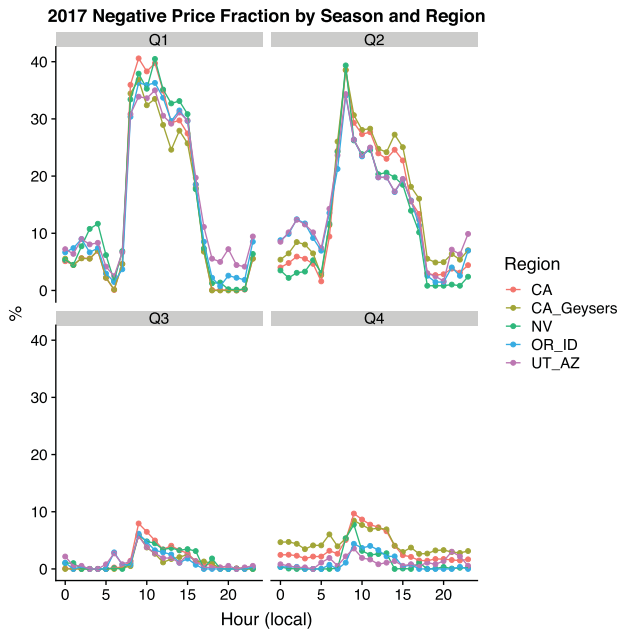 2017 Negative Price Fraction by Season and Region
Q1 Q2
40
30
20
10
0
Q3 Q4
40
30
20
10
0
%
0 5 10 15 20 0 5 10 15 20
Hour (local)
Region
CA
CA_Geysers
NV
OR_ID
UT_AZ